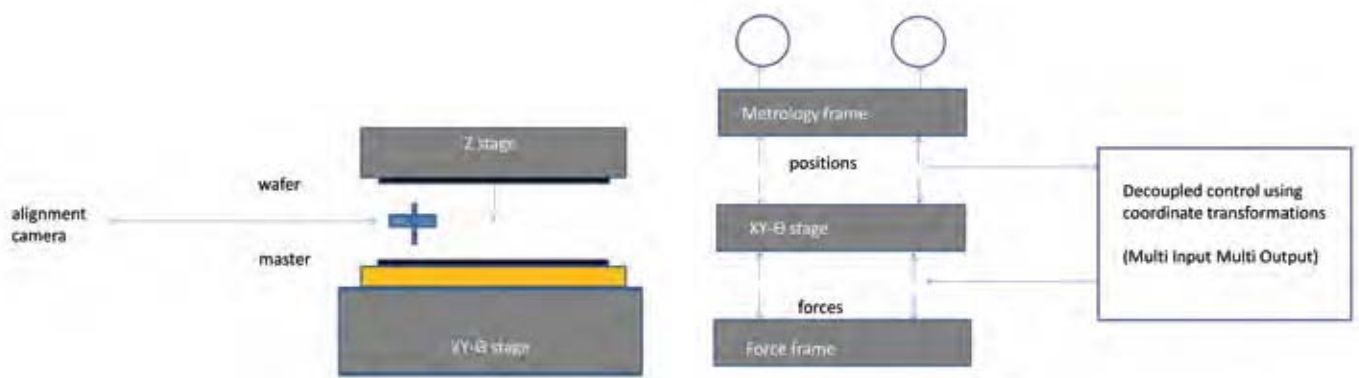 Z stage
wafer
alignment
camera
master
XY-Θ stage
Metrology frame
positions
XY-Θ stage
forces
Force frame
Decoupled control using
coordinate transformations
(Multi Input Multi Output)